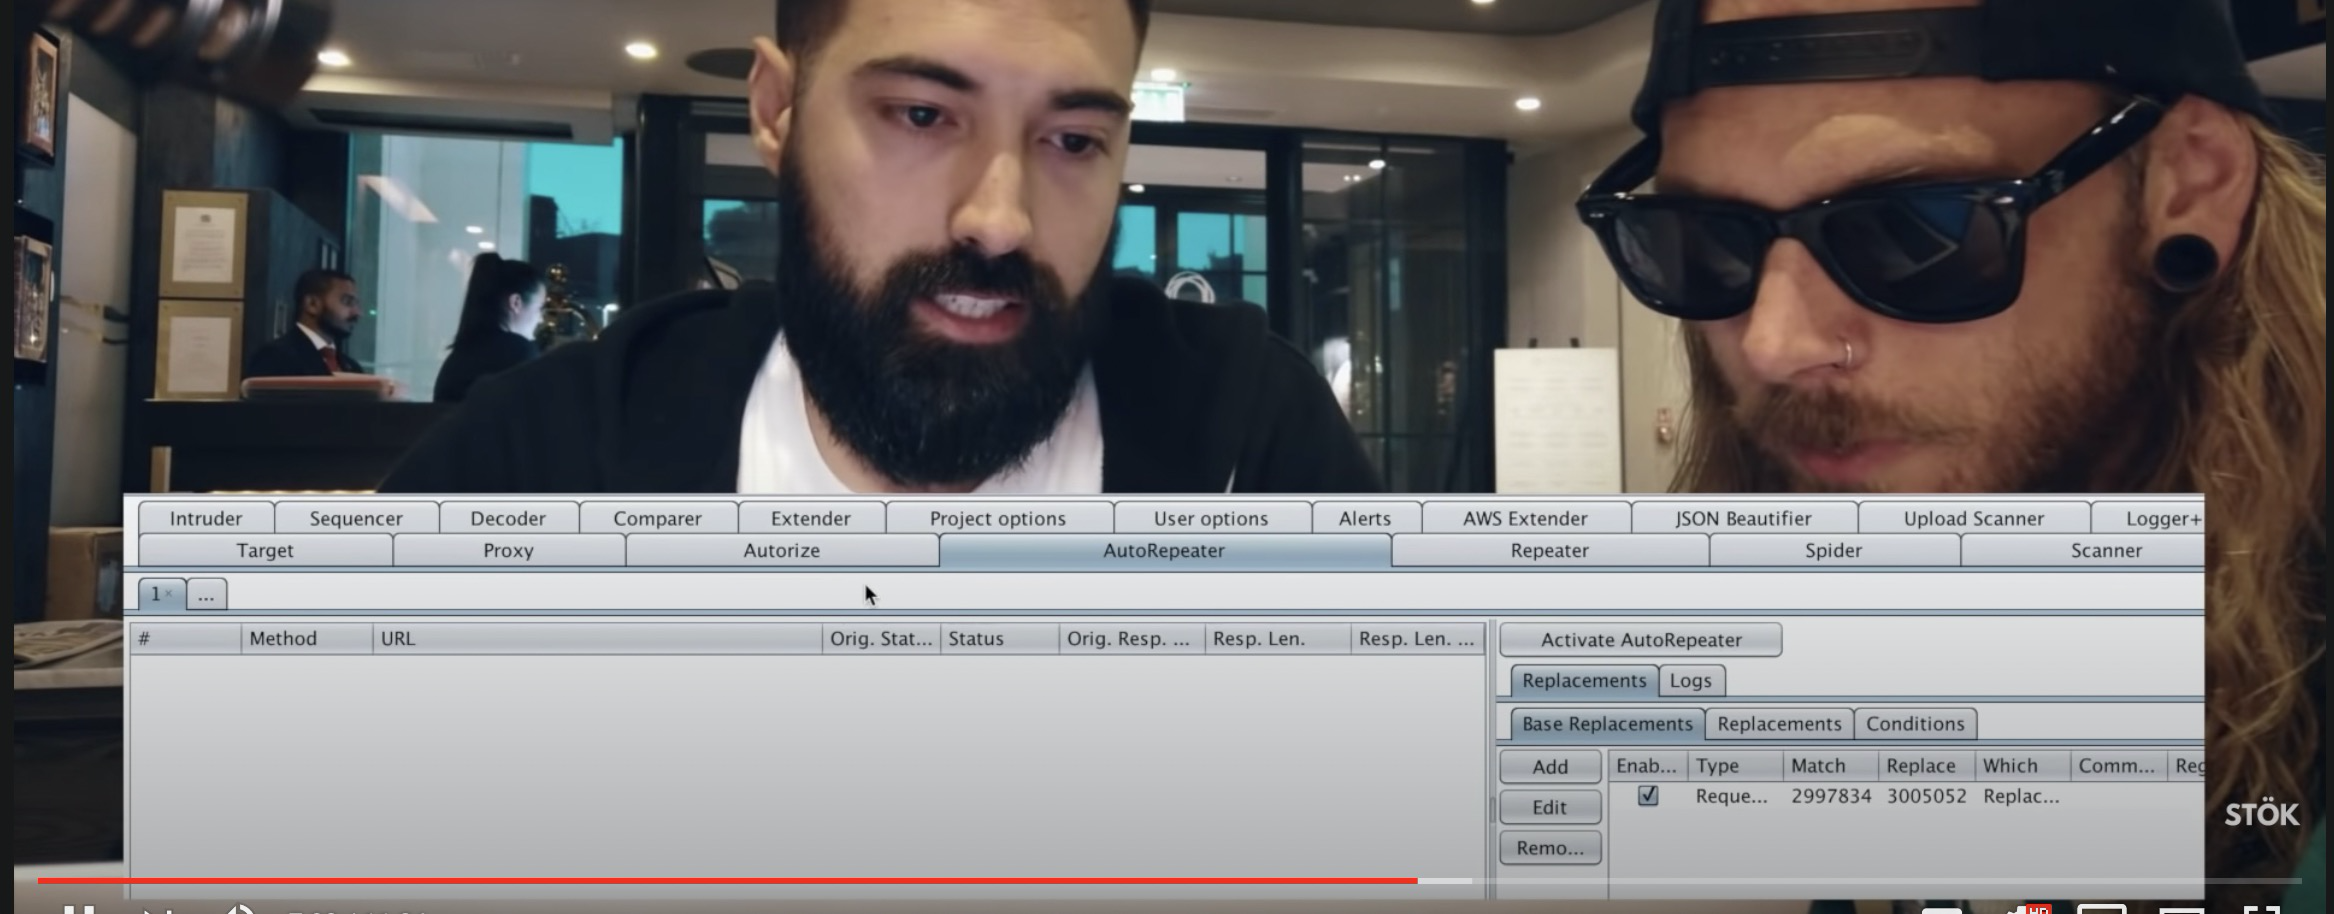 Intruder Sequencer Decoder Comparer Extender Project options User options Alerts AWS Extender JSON Beautifier Upload Scanner Logger+
Target Proxy Autorize AutoRepeater Repeater Spider Scanner
1 × ...
# Method URL Orig. Stat... Status Orig. Resp. ... Resp. Len. Resp. Len. ...
Activate AutoRepeater
Replacements Logs
Base Replacements Replacements Conditions
Add
Edit
Remo...
Enab... Type Match Replace Which Comm... Reg
Reque... 2997834 3005052 Replac...
STÖK
HD